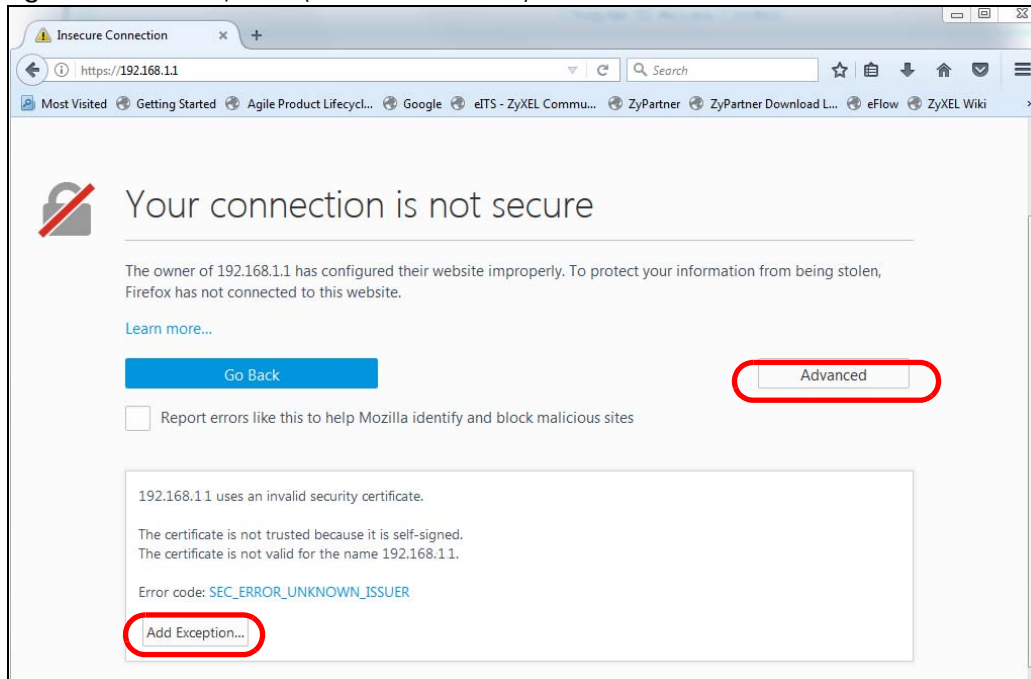 Insecure Connection × +
https://192.168.1.1 Search
Most Visited Getting Started Agile Product Lifecycl... Google eITS - ZyXEL Commu... ZyPartner ZyPartner Download L... eFlow ZyXEL Wiki
Your connection is not secure
The owner of 192.168.1.1 has configured their website improperly. To protect your information from being stolen,
Firefox has not connected to this website.
Learn more...
Go Back Advanced
Report errors like this to help Mozilla identify and block malicious sites
192.168.1.1 uses an invalid security certificate.
The certificate is not trusted because it is self-signed.
The certificate is not valid for the name 192.168.1.1.
Error code: SEC_ERROR_UNKNOWN_ISSUER
Add Exception...